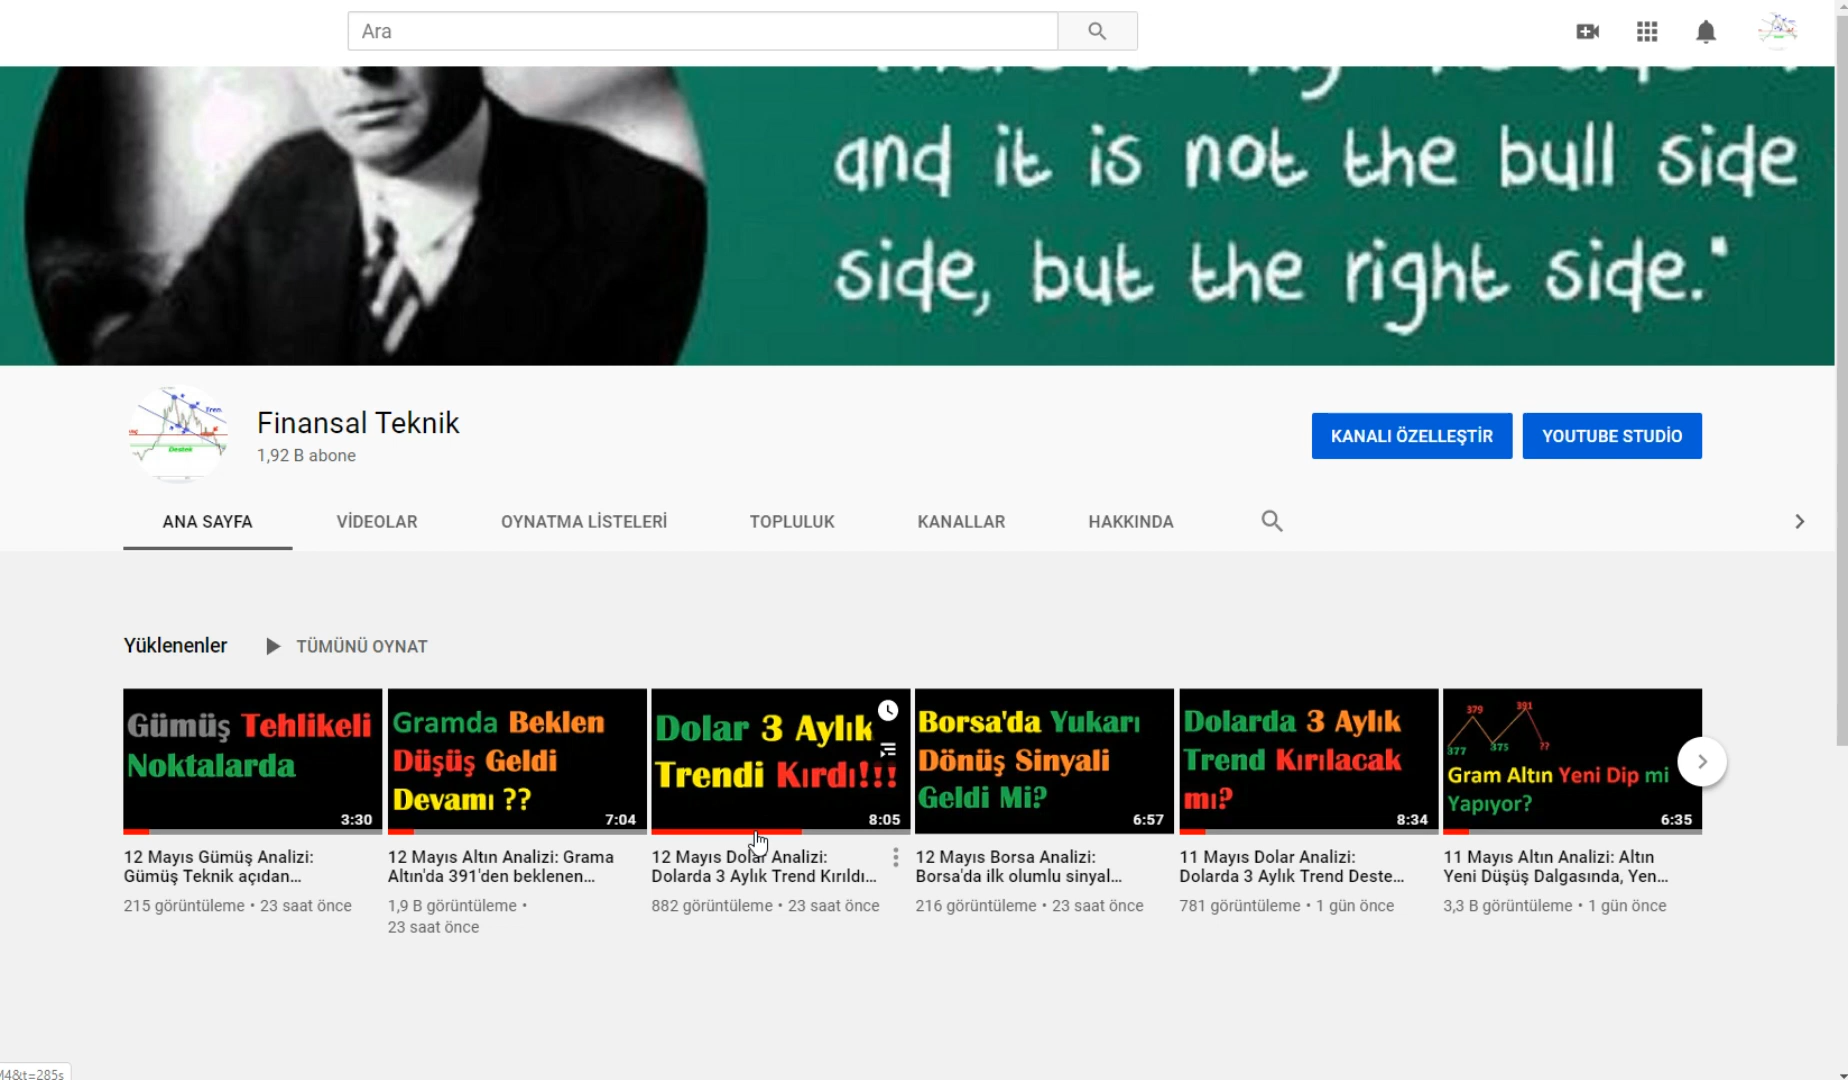 Ara
and it is not the bull side
side, but the right side."
Finansal Teknik
1,92 B abone
KANALI ÖZELLEŞTİR
YOUTUBE STUDİO
ANA SAYFA
VİDEOLAR
OYNATMA LİSTELERİ
TOPLULUK
KANALLAR
HAKKINDA
Yüklenenler
TÜMÜNÜ OYNAT
Gümüş Tehlikeli
Noktalarda
3:30
12 Mayıs Gümüş Analizi:
Gümüş Teknik açıdan...
215 görüntüleme • 23 saat önce
Gramda Beklen
Düşüş Geldi
Devamı ??
7:04
12 Mayıs Altın Analizi: Grama
Altın'da 391'den beklenen...
1,9 B görüntüleme •
23 saat önce
Dolar 3 Aylık
Trendi Kırdı!!!
8:05
12 Mayıs Dolar Analizi:
Dolarda 3 Aylık Trend Kırıldı...
882 görüntüleme • 23 saat önce
Borsa'da Yukarı
Dönüş Sinyali
Geldi Mi?
6:57
12 Mayıs Borsa Analizi:
Borsa'da ilk olumlu sinyal...
216 görüntüleme • 23 saat önce
Dolarda 3 Aylık
Trend Kırılacak
mı?
8:34
11 Mayıs Dolar Analizi:
Dolarda 3 Aylık Trend Deste...
781 görüntüleme • 1 gün önce
379 391
377 375 ??
Gram Altın Yeni Dip mi
Yapıyor?
6:35
11 Mayıs Altın Analizi: Altın
Yeni Düşüş Dalgasında, Yen...
3,3 B görüntüleme • 1 gün önce
M4&t=285s